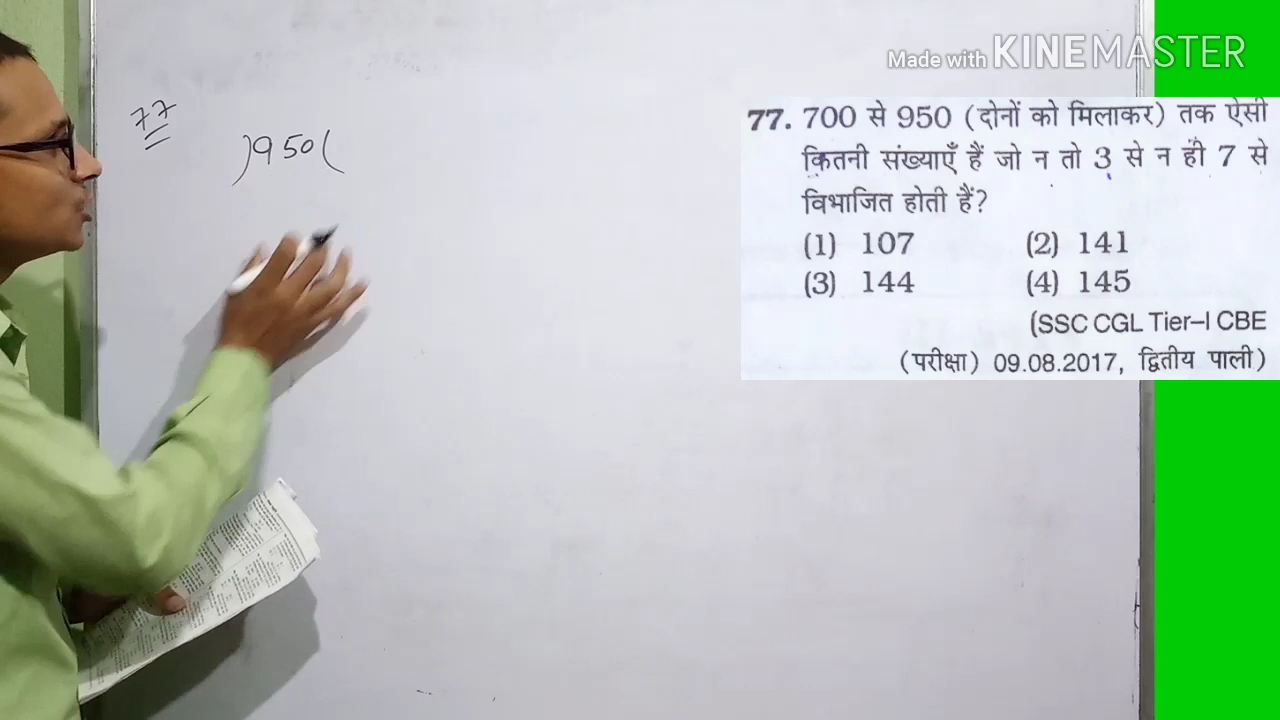 Made with KINEMASTER
77
)950(
77. 700 से 950 (दोनों को मिलाकर) तक ऐसी
कितनी संख्याएँ हैं जो न तो 3 से न ही 7 से
विभाजित होती हैं?
(1) 107 (2) 141
(3) 144 (4) 145
(SSC CGL Tier–I CBE
(परीक्षा) 09.08.2017, द्वितीय पाली)